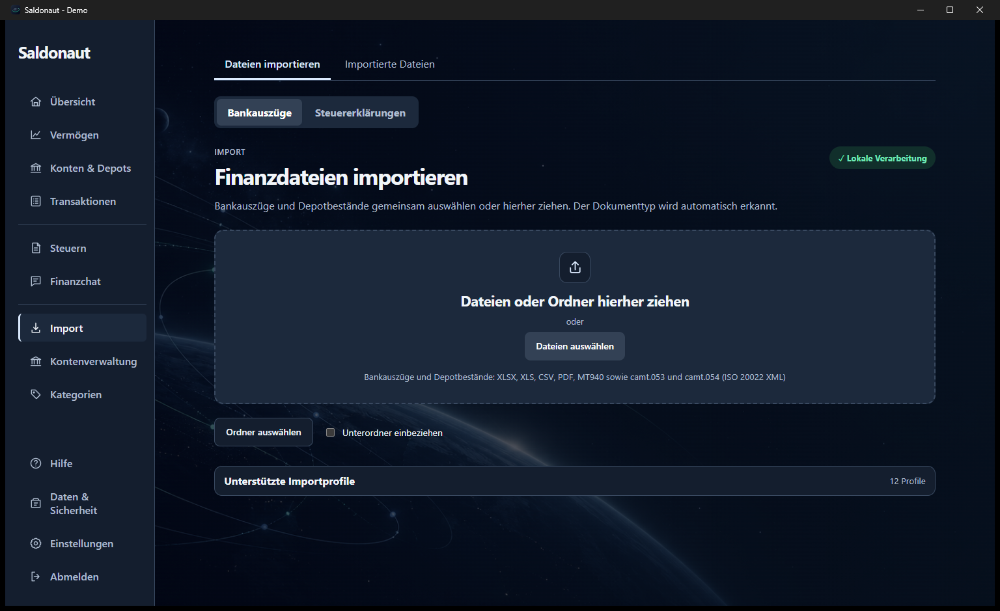 Saldonaut - Demo
Saldonaut
Übersicht
Vermögen
Konten & Depots
Transaktionen
Steuern
Finanzchat
Import
Kontenverwaltung
Kategorien
Hilfe
Daten &
Sicherheit
Einstellungen
Abmelden
Dateien importieren
Importierte Dateien
Bankauszüge
Steuererklärungen
IMPORT
✓ Lokale Verarbeitung
Finanzdateien importieren
Bankauszüge und Depotbestände gemeinsam auswählen oder hierher ziehen. Der Dokumenttyp wird automatisch erkannt.
Dateien oder Ordner hierher ziehen
oder
Dateien auswählen
Bankauszüge und Depotbestände: XLSX, XLS, CSV, PDF, MT940 sowie camt.053 und camt.054 (ISO 20022 XML)
Ordner auswählen
Unterordner einbeziehen
Unterstützte Importprofile
12 Profile